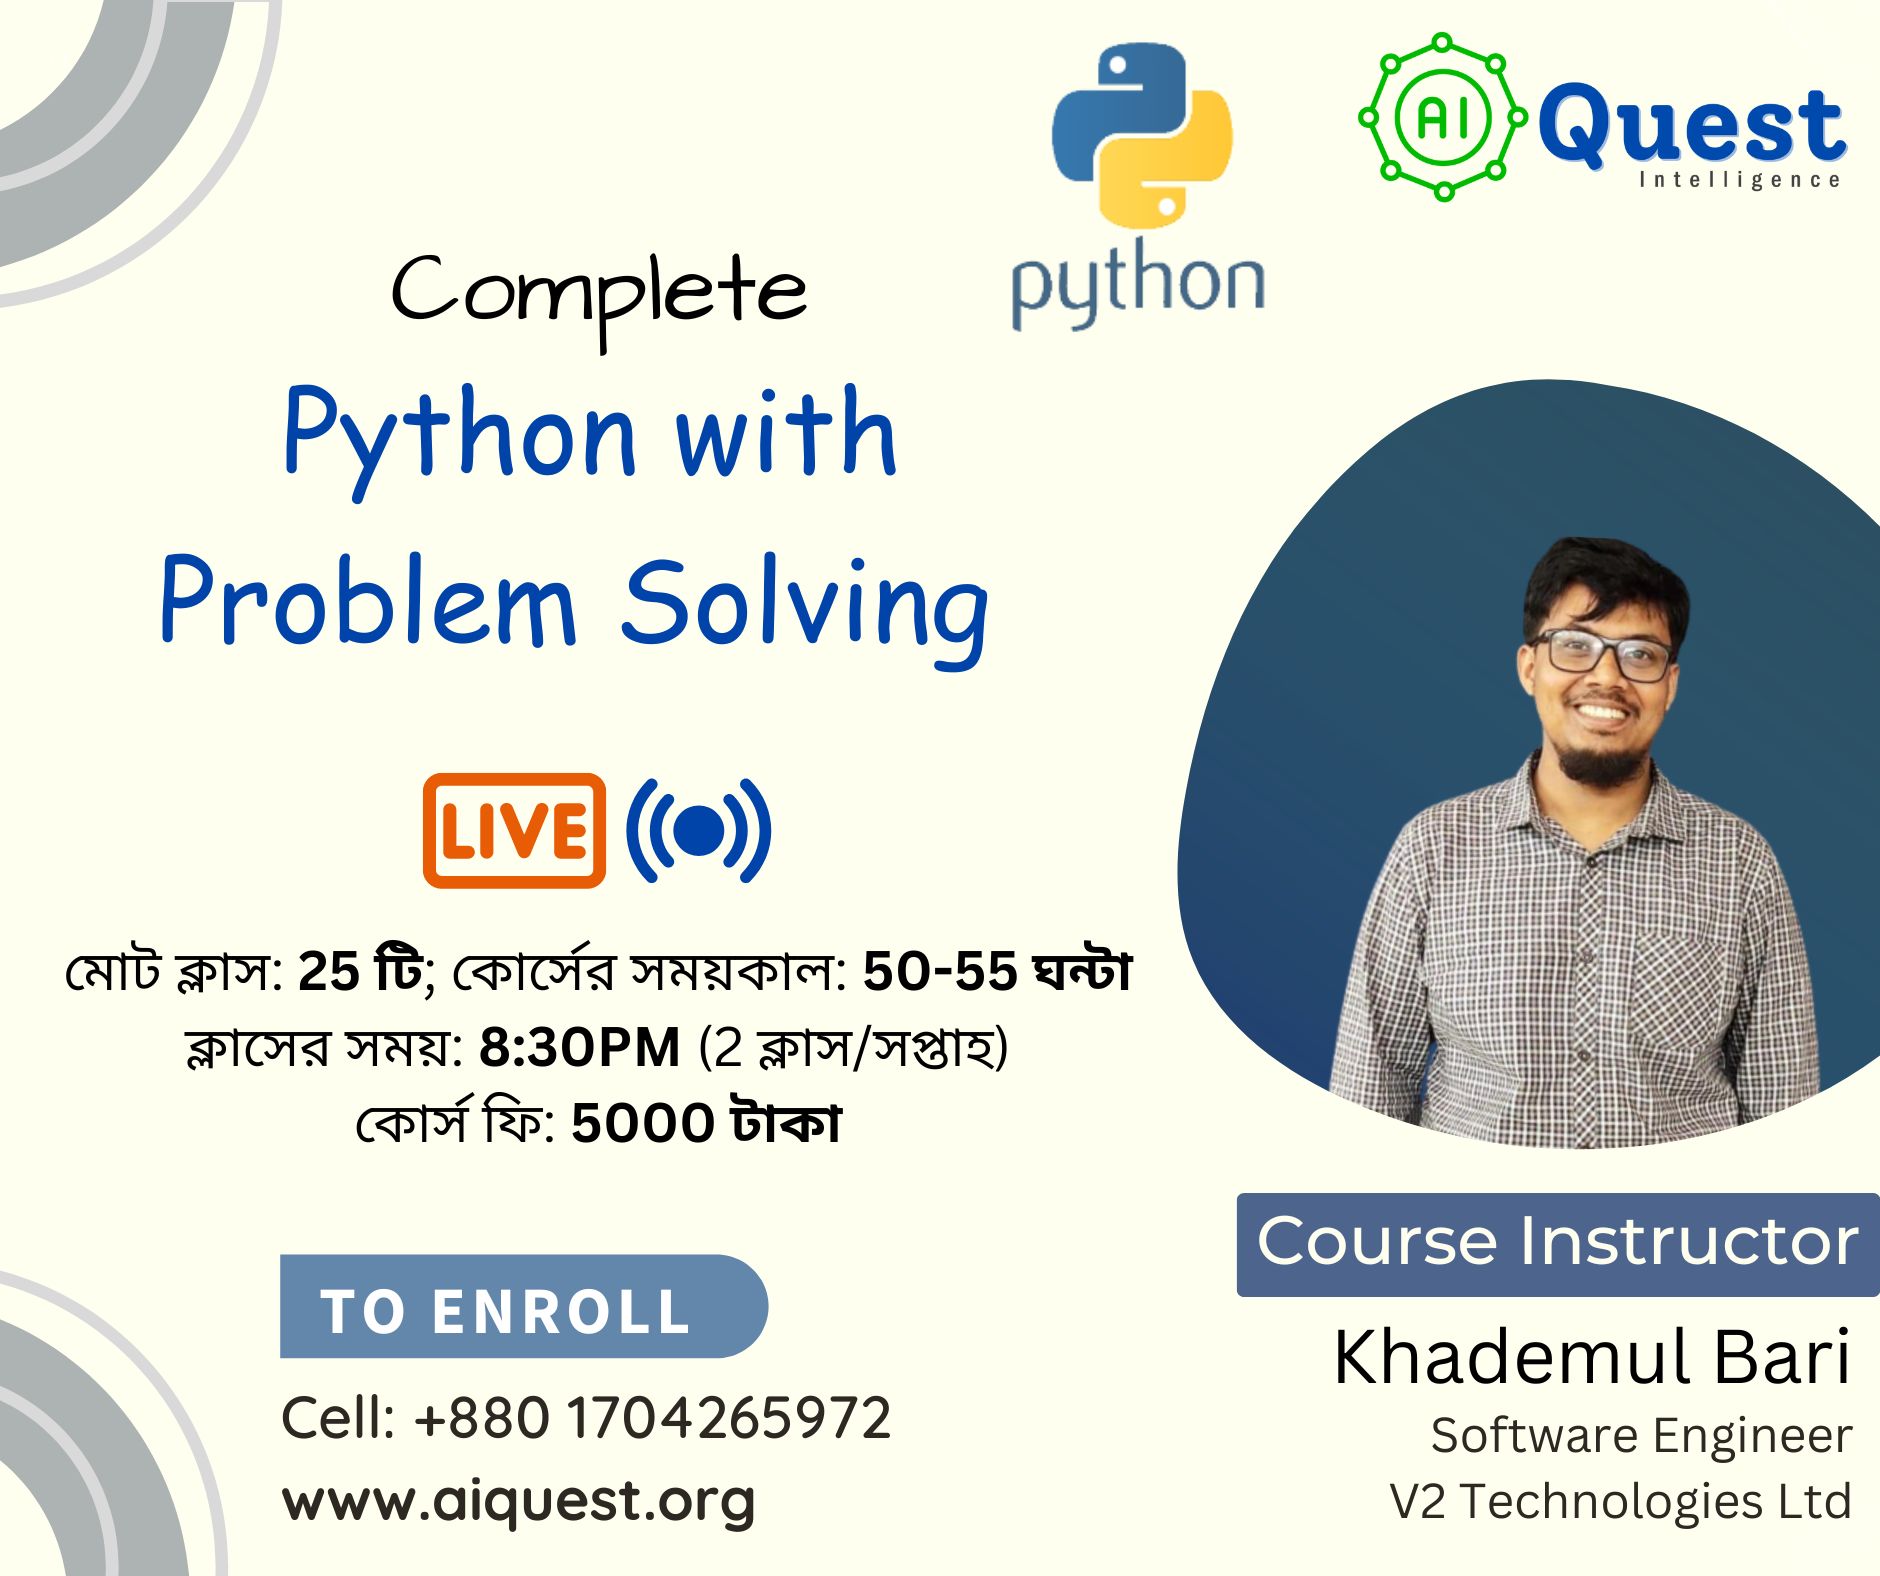 python
AI Quest
Intelligence
Complete
Python with
Problem Solving
LIVE
মোট ক্লাস: 25 টি; কোর্সের সময়কাল: 50-55 ঘন্টা
ক্লাসের সময়: 8:30PM (2 ক্লাস/সপ্তাহ)
কোর্স ফি: 5000 টাকা
TO ENROLL
Cell: +880 1704265972
www.aiquest.org
Course Instructor
Khademul Bari
Software Engineer
V2 Technologies Ltd